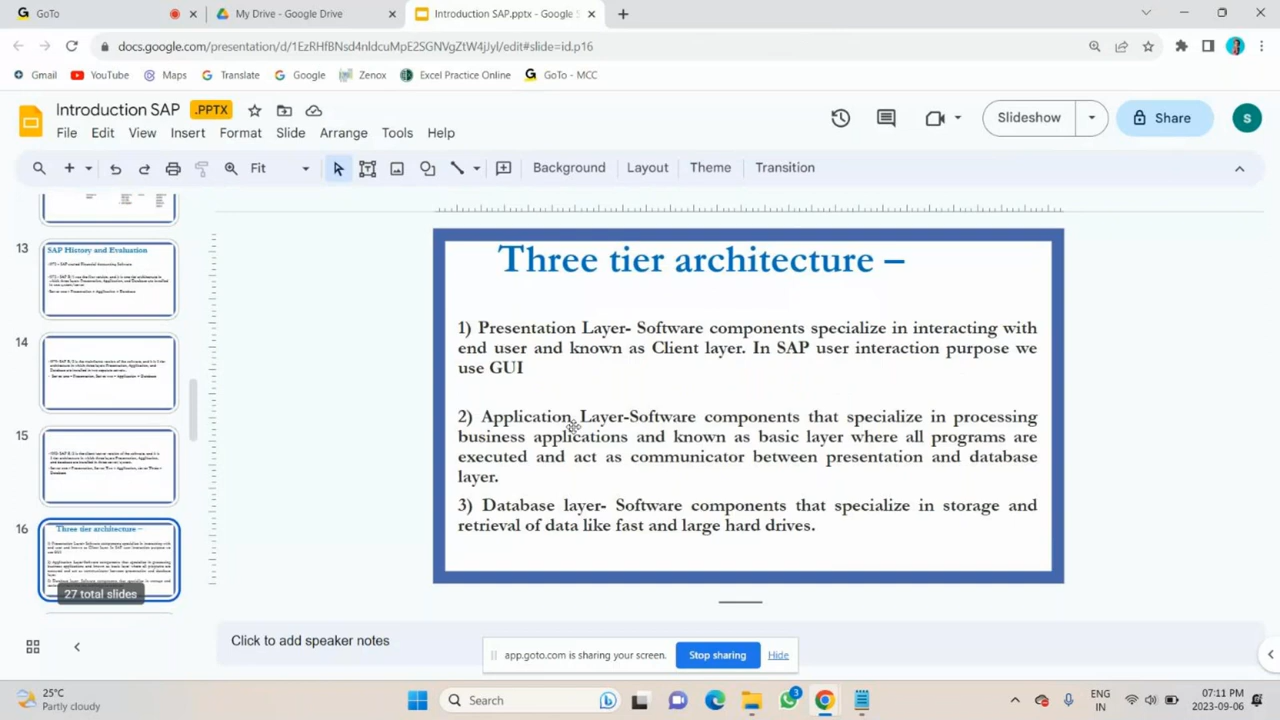 GoTo
My Drive - Google Drive
Introduction SAP.pptx - Google S
docs.google.com/presentation/d/1EzRHfBNsd4nldcuMpE2SGNVgZtW4jJyl/edit#slide=id.p16
Gmail
YouTube
Maps
Translate
Google
Zenox
Excel Practice Online
GoTo - MCC
Introduction SAP
.PPTX
File
Edit
View
Insert
Format
Slide
Arrange
Tools
Help
Slideshow
Share
S
Fit
Background
Layout
Theme
Transition
13
SAP History and Evaluation
14
15
16
Three tier architecture –
27 total slides
Three tier architecture –
1) Presentation Layer- Software components specialize in interacting with
end user and known as Client layer. In SAP user interaction purpose we
use GUI
2) Application Layer-Software components that specialize in processing
business applications and known as basic layer where all programs are
executed and act as communicator between presentation and database
layer.
3) Database layer- Software components that specialize in storage and
retrieval of data like fast and large hard drives.
Click to add speaker notes
app.goto.com is sharing your screen.
Stop sharing
Hide
25°C
Partly cloudy
Search
3
ENG
IN
07:11 PM
2023-09-06